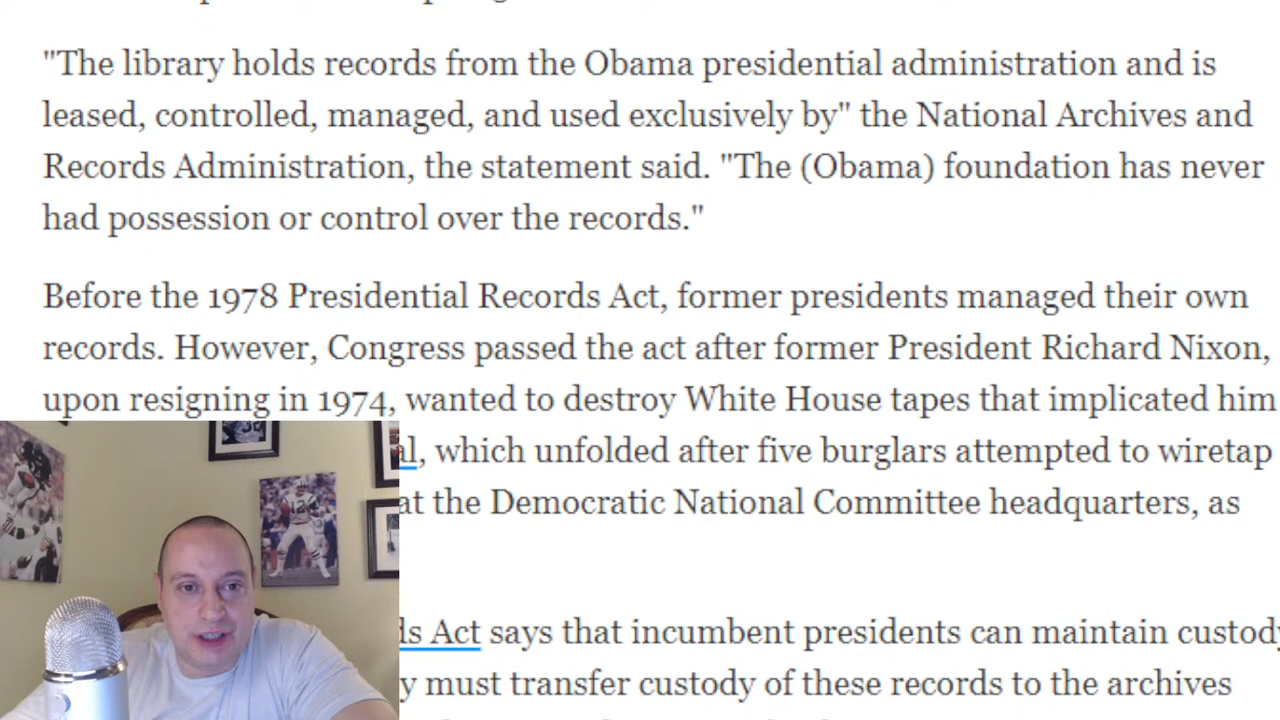 "The library holds records from the Obama presidential administration and is
leased, controlled, managed, and used exclusively by" the National Archives and
Records Administration, the statement said. "The (Obama) foundation has never
had possession or control over the records."
Before the 1978 Presidential Records Act, former presidents managed their own
records. However, Congress passed the act after former President Richard Nixon,
upon resigning in 1974, wanted to destroy White House tapes that implicated him
al, which unfolded after five burglars attempted to wiretap
at the Democratic National Committee headquarters, as
ds Act says that incumbent presidents can maintain custody
y must transfer custody of these records to the archives